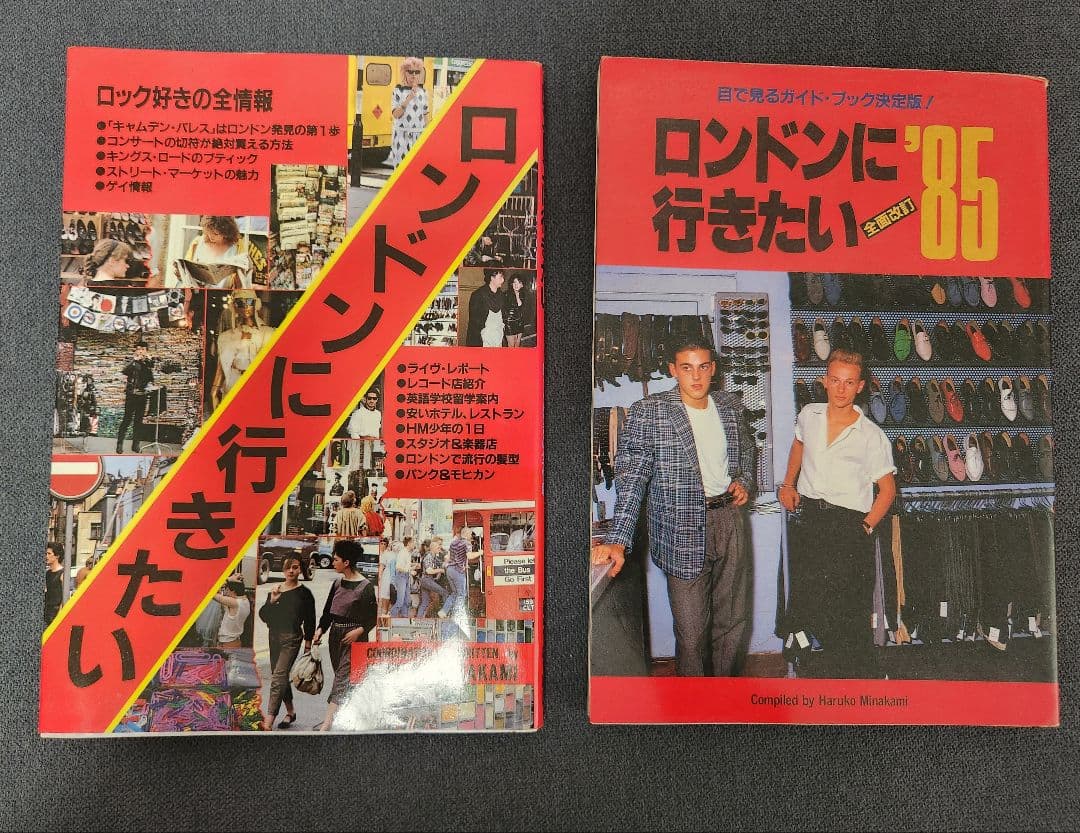 ロック好きの全情報
●「キャムデン・パレス」はロンドン発見の第1歩
●コンサートの切符が絶対買える方法
●キングス・ロードのブティック
●ストリート・マーケットの魅力
●ゲイ情報
ロンドンに行きたい
●ライヴ・レポート
●レコード店紹介
●英語学校留学案内
●安いホテル、レストラン
●HM少年の1日
●スタジオ&楽器店
●ロンドンで流行の髪型
●パンク&モヒカン
Please let
the Bus
Go First
WRITTEN by
目で見るガイド・ブック決定版!
ロンドンに
行きたい
全面改訂
'85
Compiled by Haruko Minakami